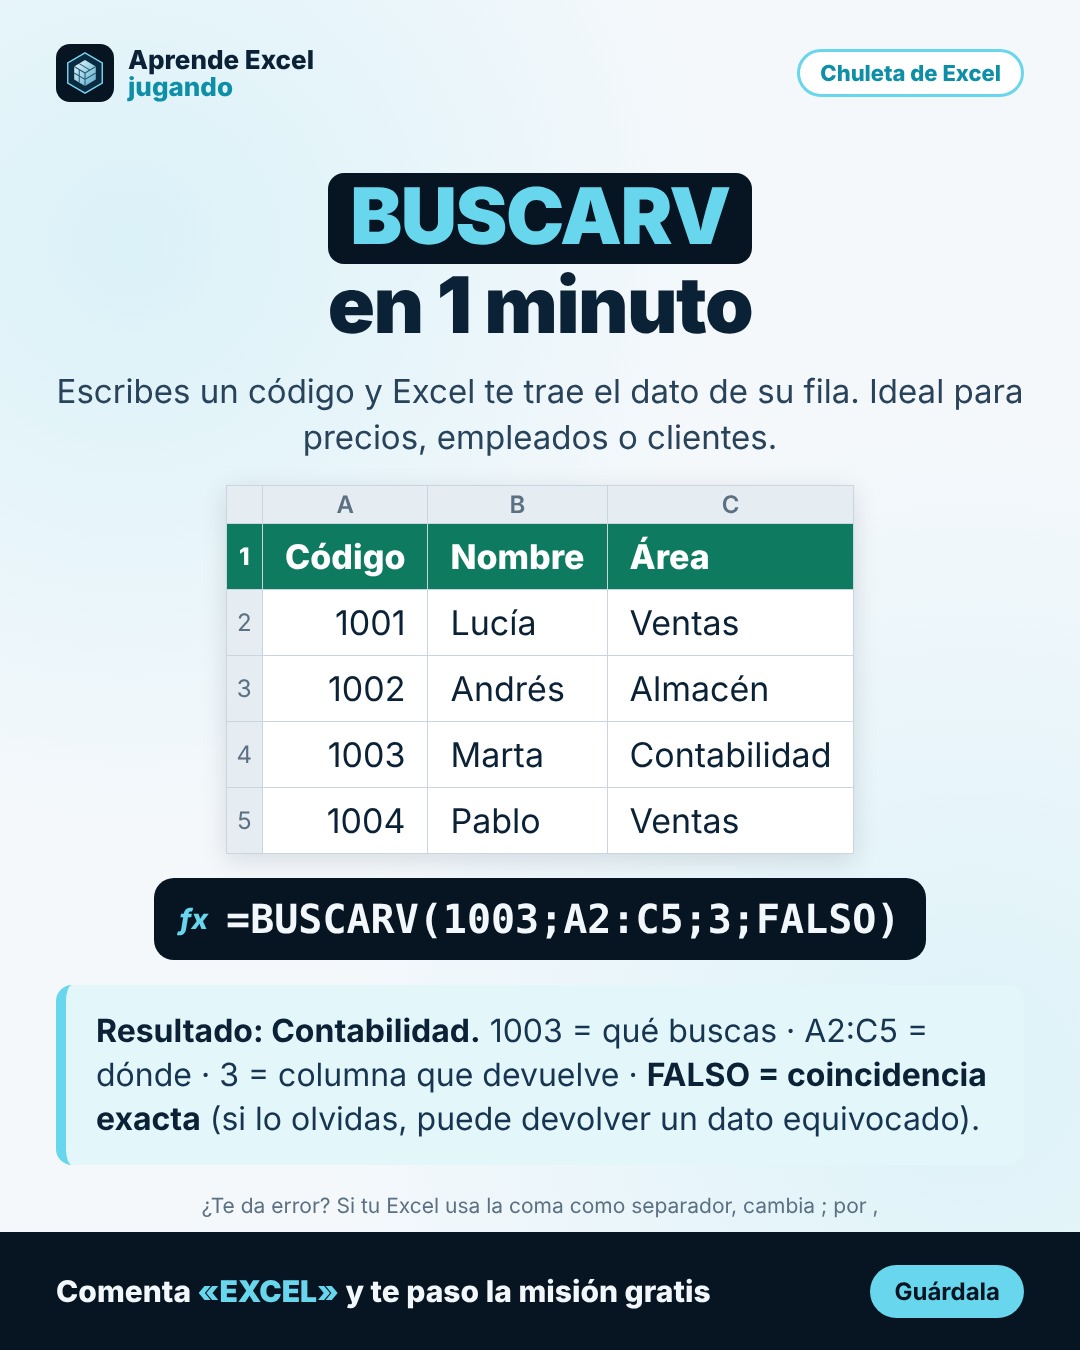 Aprende Excel
jugando
Chuleta de Excel
BUSCARV
en 1 minuto
Escribes un código y Excel te trae el dato de su fila. Ideal para
precios, empleados o clientes.
A B C
1 Código Nombre Área
2 1001 Lucía Ventas
3 1002 Andrés Almacén
4 1003 Marta Contabilidad
5 1004 Pablo Ventas
fx =BUSCARV(1003;A2:C5;3;FALSO)
Resultado: Contabilidad. 1003 = qué buscas · A2:C5 =
dónde · 3 = columna que devuelve · FALSO = coincidencia
exacta (si lo olvidas, puede devolver un dato equivocado).
¿Te da error? Si tu Excel usa la coma como separador, cambia ; por ,
Comenta «EXCEL» y te paso la misión gratis
Guárdala